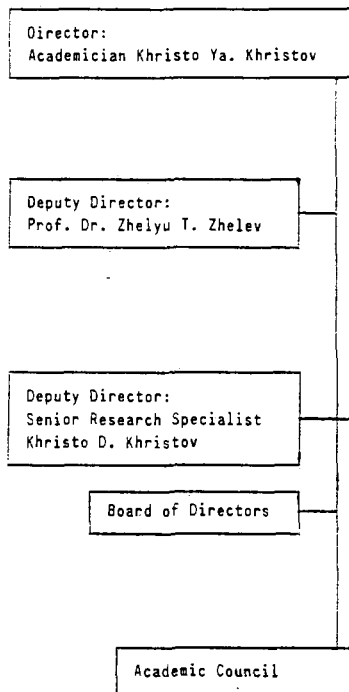 Director:
Academician Khristo Ya. Khristov
Deputy Director:
Prof. Dr. Zhelyu T. Zhelev
Deputy Director:
Senior Research Specialist
Khristo D. Khristov
Board of Directors
Academic Council